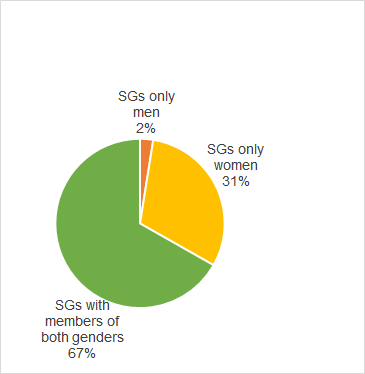 SGs only
men
2%
SGs only
women
31%
SGs with
members of
both genders
67%